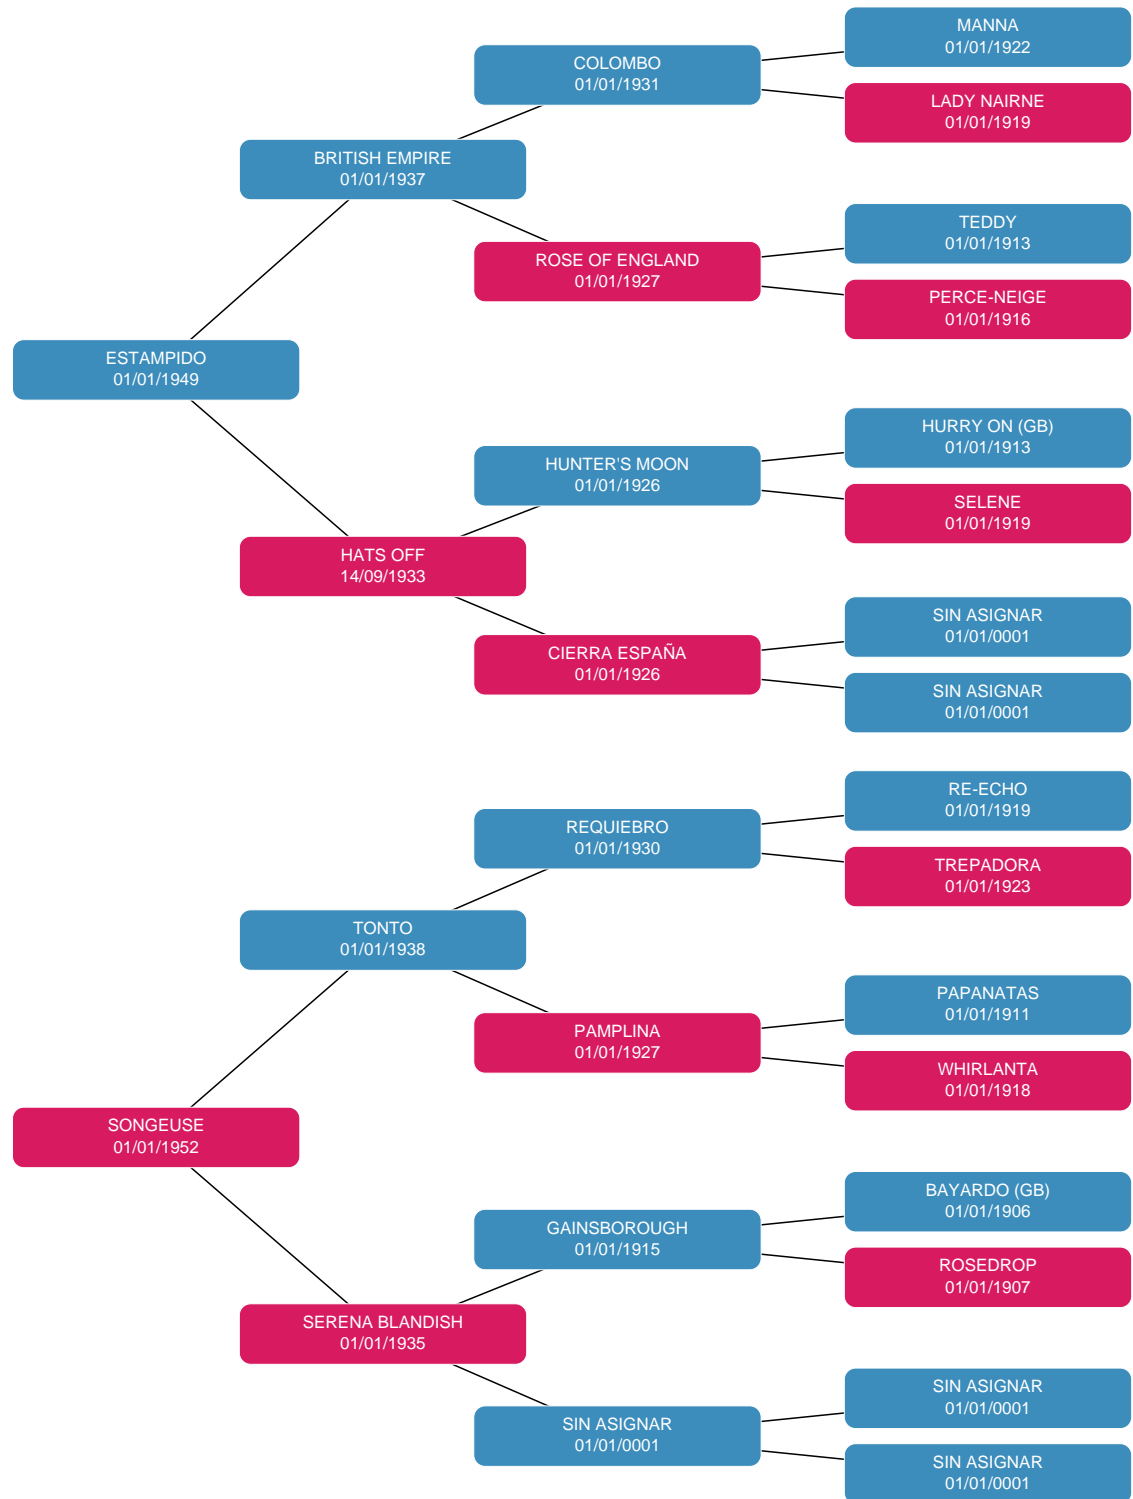 MANNA
01/01/1922
COLOMBO
01/01/1931
LADY NAIRNE
01/01/1919
BRITISH EMPIRE
01/01/1937
TEDDY
01/01/1913
ROSE OF ENGLAND
01/01/1927
PERCE-NEIGE
01/01/1916
ESTAMPIDO
01/01/1949
HURRY ON (GB)
01/01/1913
HUNTER'S MOON
01/01/1926
SELENE
01/01/1919
HATS OFF
14/09/1933
SIN ASIGNAR
01/01/0001
CIERRA ESPAÑA
01/01/1926
SIN ASIGNAR
01/01/0001
RE-ECHO
01/01/1919
REQUIEBRO
01/01/1930
TREPADORA
01/01/1923
TONTO
01/01/1938
PAPANATAS
01/01/1911
PAMPLINA
01/01/1927
WHIRLANTA
01/01/1918
SONGEUSE
01/01/1952
BAYARDO (GB)
01/01/1906
GAINSBOROUGH
01/01/1915
ROSEDROP
01/01/1907
SERENA BLANDISH
01/01/1935
SIN ASIGNAR
01/01/0001
SIN ASIGNAR
01/01/0001
SIN ASIGNAR
01/01/0001